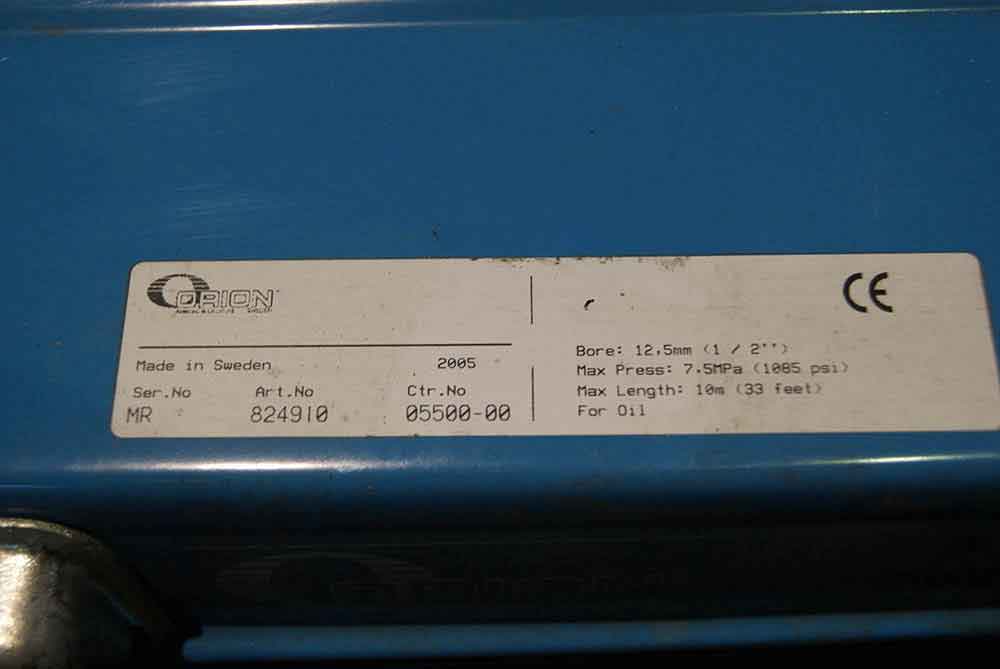 ORION
SWEDEN
CE
Made in Sweden 2005
Ser.No Art.No Ctr.No
MR 824910 05500-00
Bore: 12,5mm (1 / 2'')
Max Press: 7.5MPa (1085 psi)
Max Length: 10m (33 feet)
For Oil